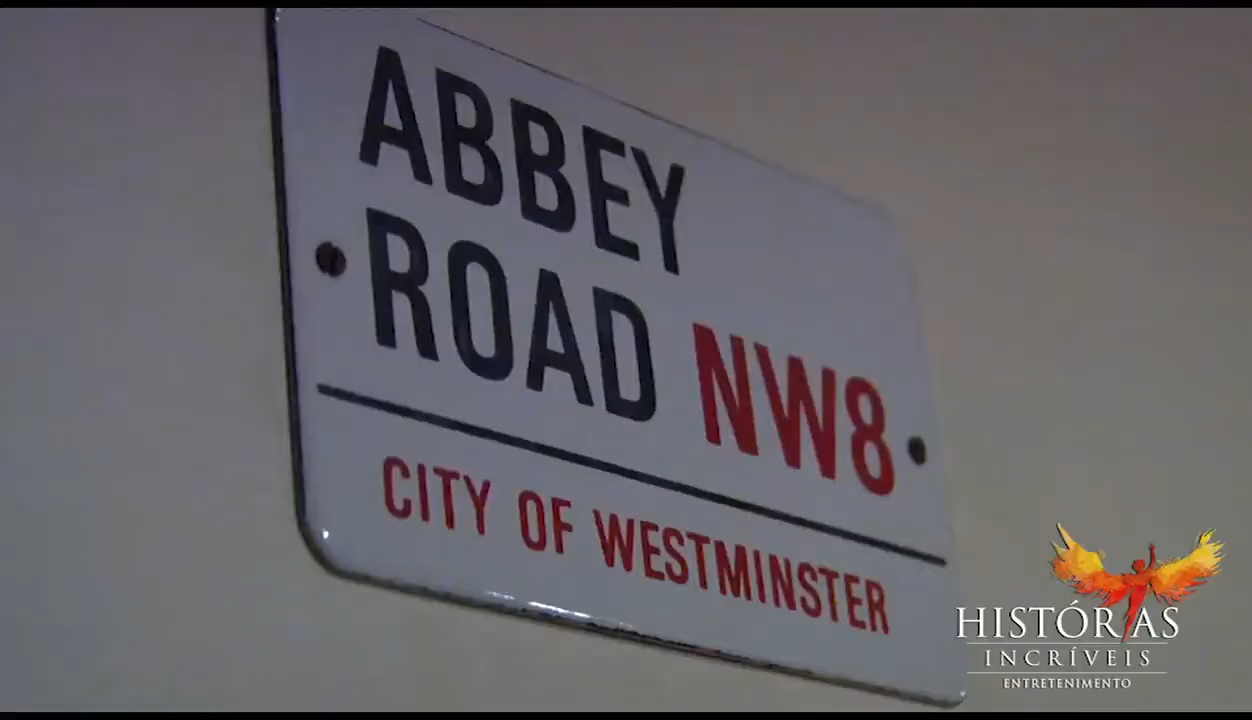 ABBEY
ROAD NW8
CITY OF WESTMINSTER
HISTÓRIAS
INCRÍVEIS
ENTRETENIMENTO